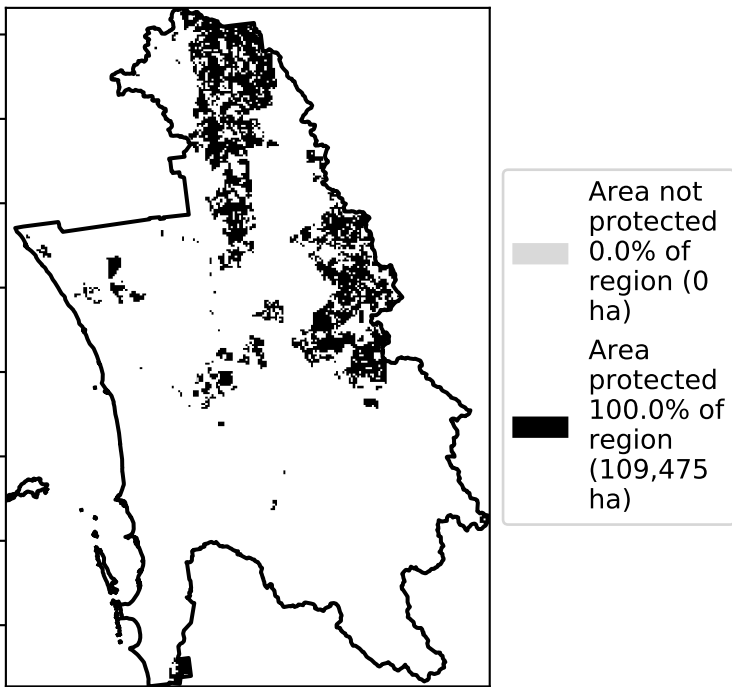 Area not
protected
0.0% of
region (0
ha)
Area
protected
100.0% of
region
(109,475
ha)